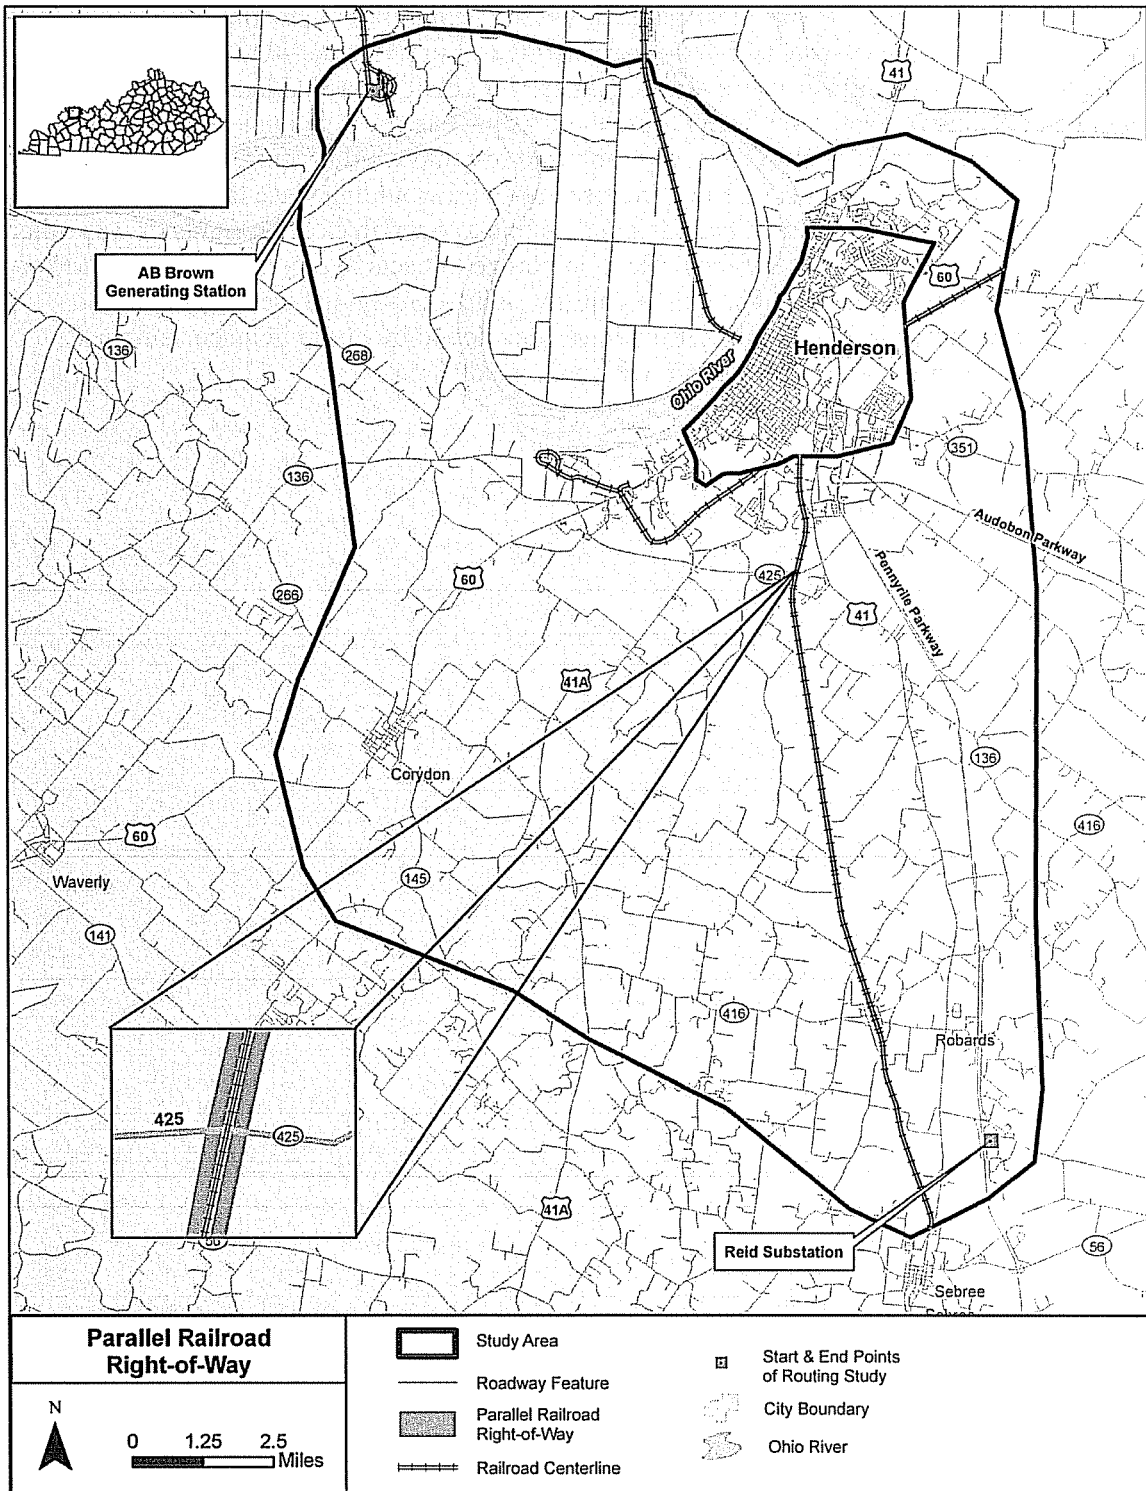 41
AB Brown
Generating Station
60
136
268
Henderson
Ohio River
351
136
Audobon Parkway
425
Pennyrile Parkway
60
266
41
41A
Corydon
136
416
60
Waverly
145
141
416
Robards
425
425
41A
Reid Substation
56
56
Sebree
Sebree
Parallel Railroad
Right-of-Way
N
0 1.25 2.5
Miles
Study Area
Roadway Feature
Parallel Railroad
Right-of-Way
Railroad Centerline
Start & End Points
of Routing Study
City Boundary
Ohio River